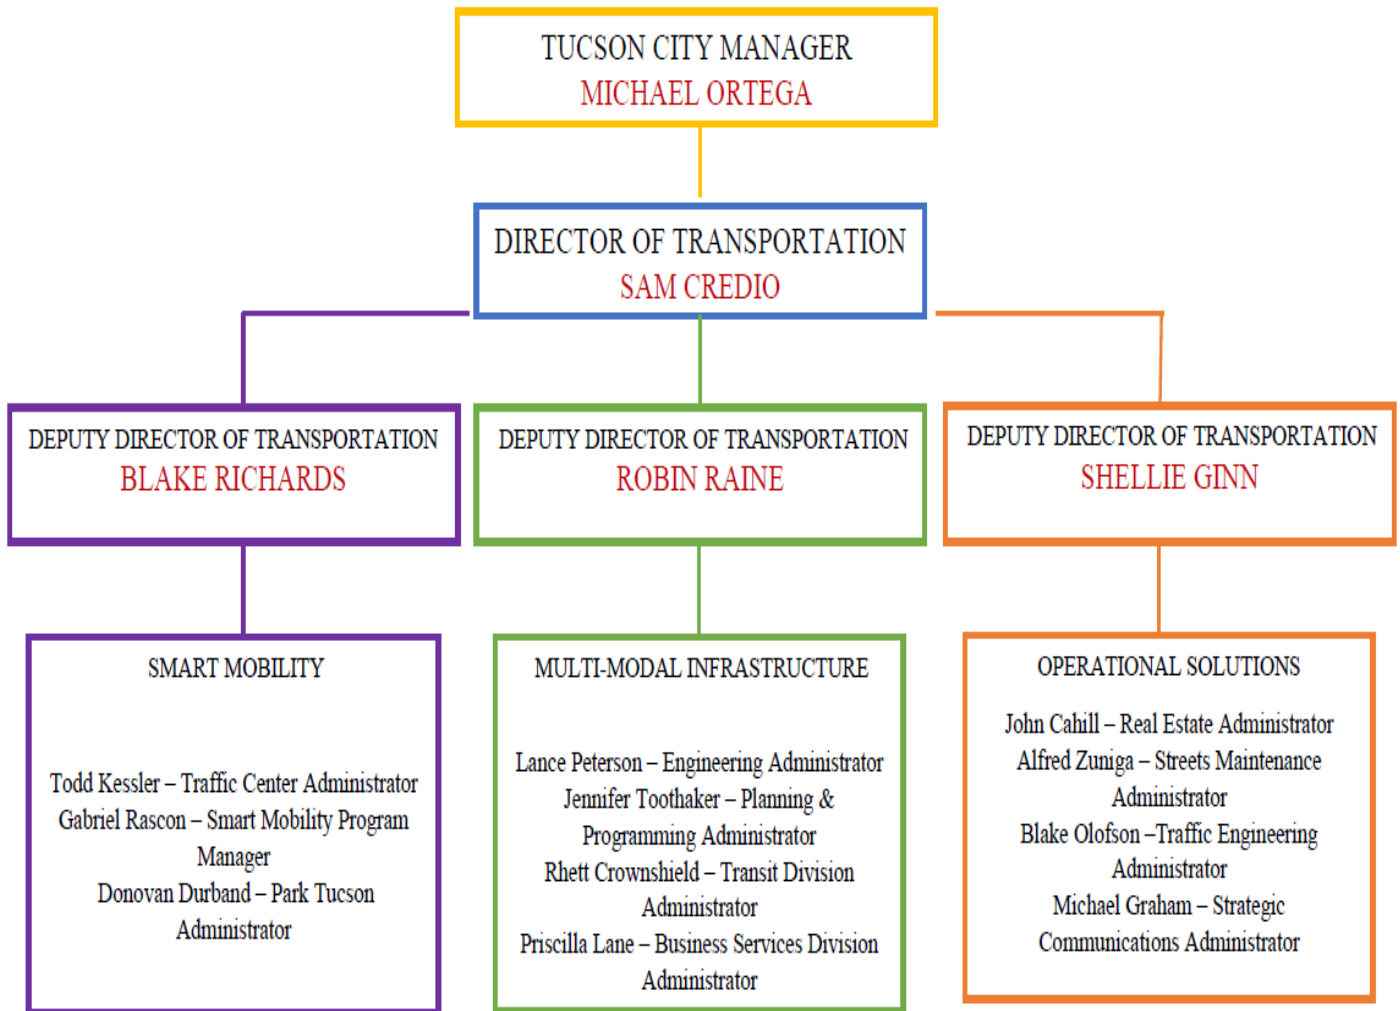 TUCSON CITY MANAGER
MICHAEL ORTEGA
DIRECTOR OF TRANSPORTATION
SAM CREDIO
DEPUTY DIRECTOR OF TRANSPORTATION
BLAKE RICHARDS
DEPUTY DIRECTOR OF TRANSPORTATION
ROBIN RAINE
DEPUTY DIRECTOR OF TRANSPORTATION
SHELLIE GINN
SMART MOBILITY
Todd Kessler – Traffic Center Administrator
Gabriel Rascon – Smart Mobility Program
Manager
Donovan Durband – Park Tucson
Administrator
MULTI-MODAL INFRASTRUCTURE
Lance Peterson – Engineering Administrator
Jennifer Toothaker – Planning &
Programming Administrator
Rhett Crownshield – Transit Division
Administrator
Priscilla Lane – Business Services Division
Administrator
OPERATIONAL SOLUTIONS
John Cahill – Real Estate Administrator
Alfred Zuniga – Streets Maintenance
Administrator
Blake Olofson –Traffic Engineering
Administrator
Michael Graham – Strategic
Communications Administrator